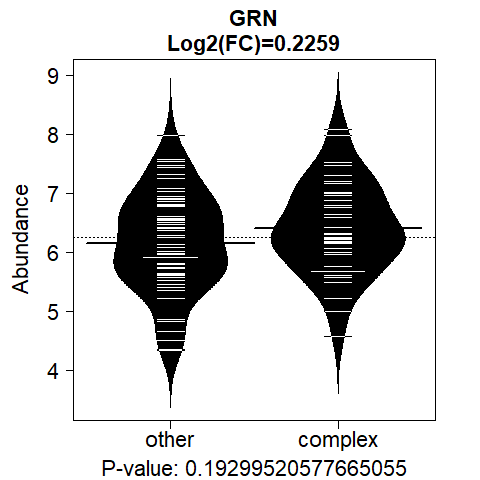 GRN
Log2(FC)=0.2259
Abundance
9
8
7
6
5
4
other complex
P-value: 0.19299520577665055